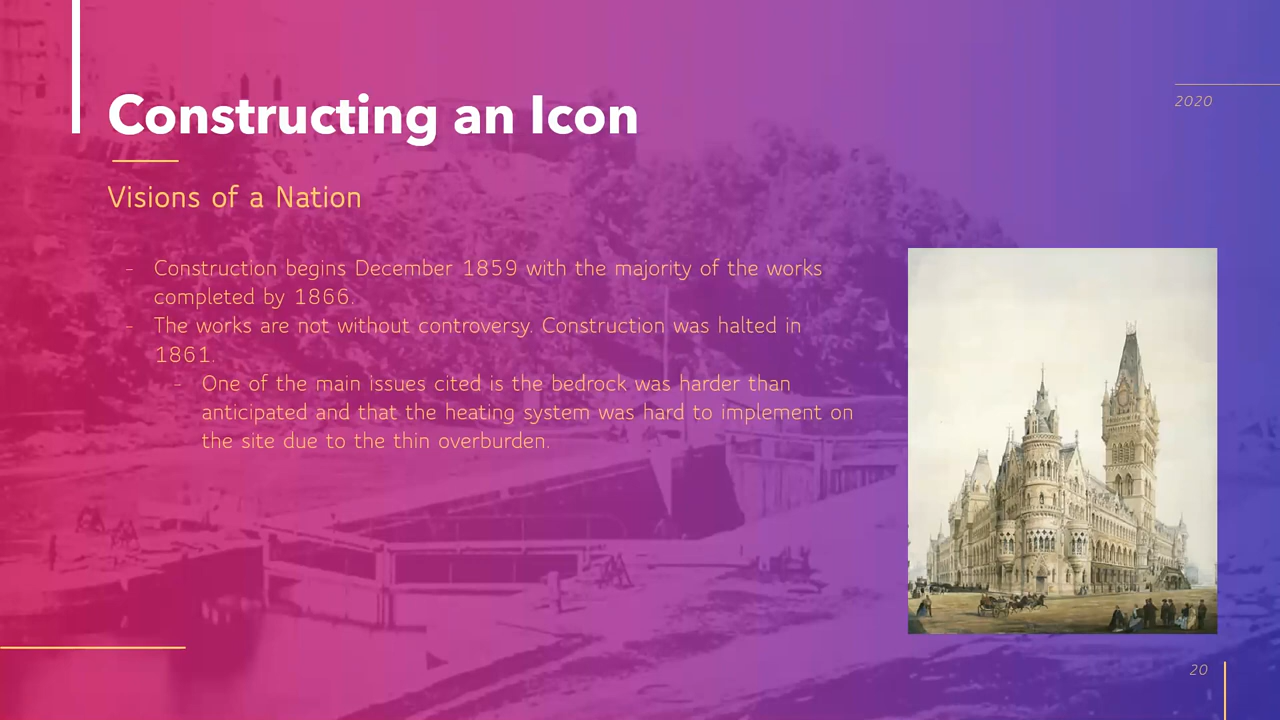 Constructing an Icon
2020
Visions of a Nation
- Construction begins December 1859 with the majority of the works
completed by 1866.
- The works are not without controversy. Construction was halted in
1861.
- One of the main issues cited is the bedrock was harder than
anticipated and that the heating system was hard to implement on
the site due to the thin overburden.
20